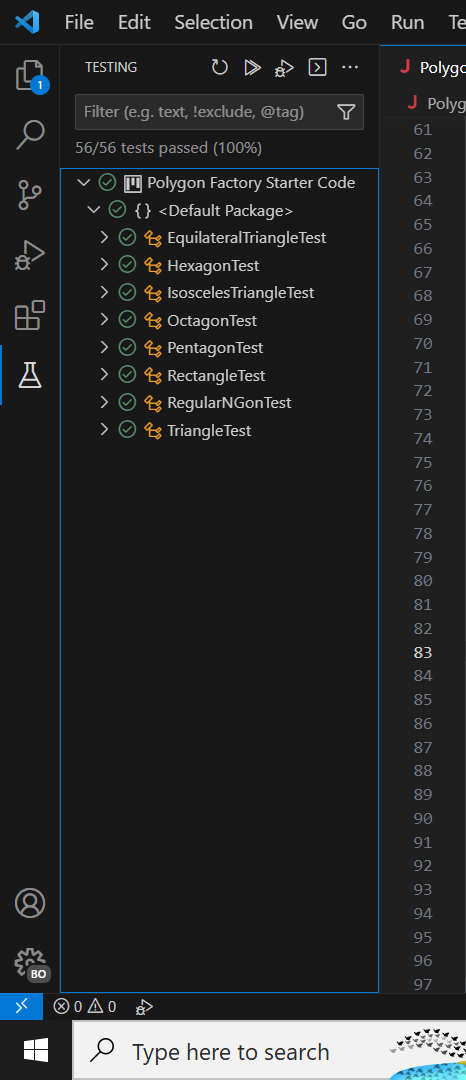 File Edit Selection View Go Run
TESTING
Filter (e.g. text, !exclude, @tag)
56/56 tests passed (100%)
Polygon Factory Starter Code
{} <Default Package>
EquilateralTriangleTest
HexagonTest
IsoscelesTriangleTest
OctagonTest
PentagonTest
RectangleTest
RegularNGonTest
TriangleTest
1
BO
J
J
61
62
63
64
65
66
67
68
69
70
71
72
73
74
75
76
77
78
79
80
81
82
83
84
85
86
87
88
89
90
91
92
93
94
95
96
97
0 0
Type here to search